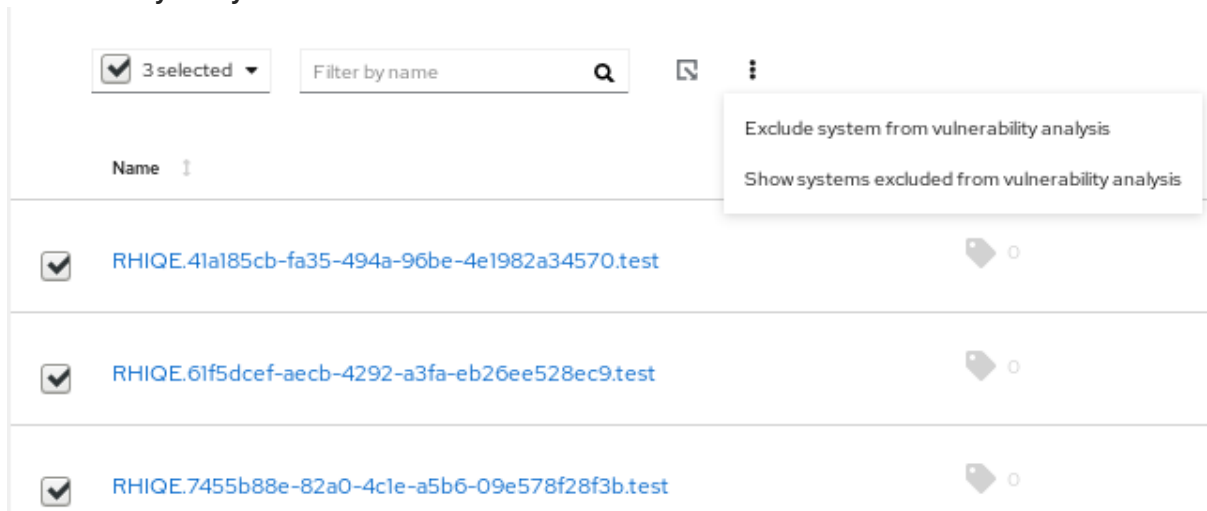 3 selected
Filter by name
Exclude system from vulnerability analysis
Name
Show systems excluded from vulnerability analysis
RHIQE.41a185cb-fa35-494a-96be-4e1982a34570.test
0
RHIQE.61f5dcef-aecb-4292-a3fa-eb26ee528ec9.test
0
RHIQE.7455b88e-82a0-4c1e-a5b6-09e578f28f3b.test
0